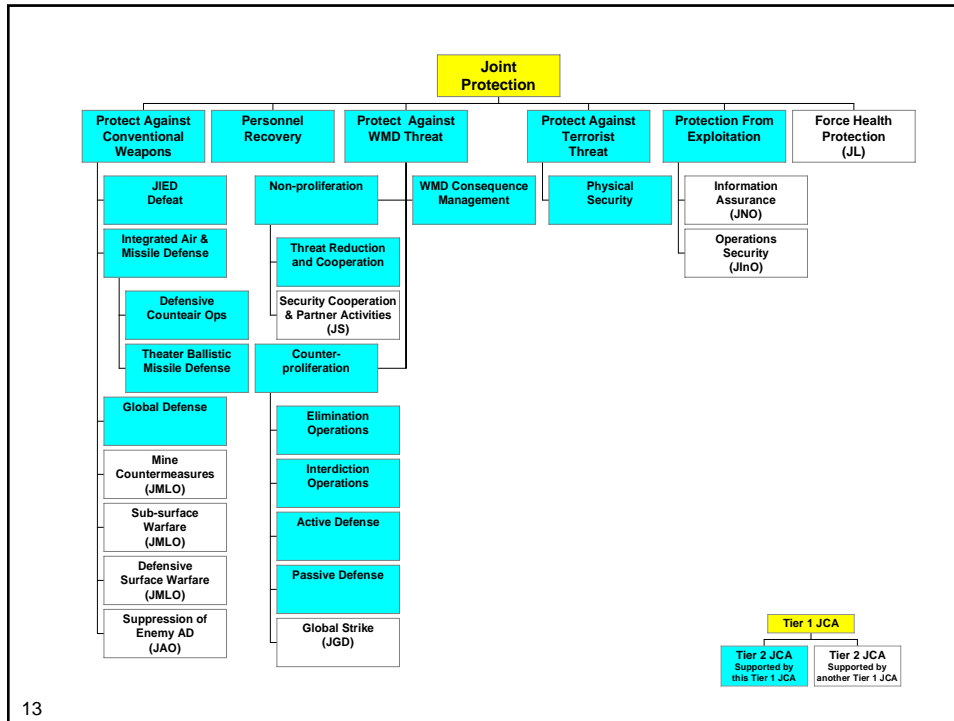 Joint
Protection
Protect Against
Conventional
Weapons
Personnel
Recovery
Protect Against
WMD Threat
Protect Against
Terrorist
Threat
Protection From
Exploitation
Force Health
Protection
(JL)
JIED
Defeat
Integrated Air &
Missile Defense
Defensive
Counteair Ops
Theater Ballistic
Missile Defense
Global Defense
Mine
Countermeasures
(JMLO)
Sub-surface
Warfare
(JMLO)
Defensive
Surface Warfare
(JMLO)
Suppression of
Enemy AD
(JAO)
Non-proliferation
Threat Reduction
and Cooperation
Security Cooperation
& Partner Activities
(JS)
Counter-
proliferation
Elimination
Operations
Interdiction
Operations
Active Defense
Passive Defense
Global Strike
(JGD)
WMD Consequence
Management
Physical
Security
Information
Assurance
(JNO)
Operations
Security
(JInO)
Tier 1 JCA
Tier 2 JCA
Supported by
this Tier 1 JCA
Tier 2 JCA
Supported by
another Tier 1 JCA
13